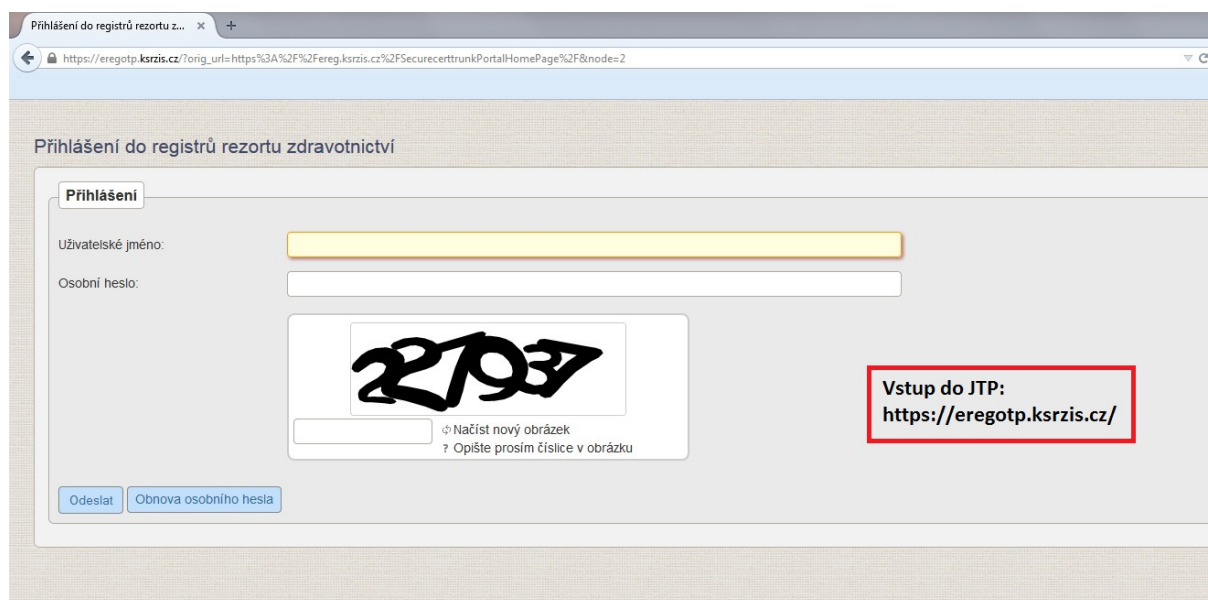 Přihlášení do registrů rezortu z... × +
https://eregotp.ksrzis.cz/?orig_url=https%3A%2F%2Fereg.ksrzis.cz%2FSecurecerttrunkPortalHomePage%2F&node=2
Přihlášení do registrů rezortu zdravotnictví
Přihlášení
Uživatelské jméno:
Osobní heslo:
22937
Načíst nový obrázek
? Opište prosím číslice v obrázku
Vstup do JTP:
https://eregotp.ksrzis.cz/
Odeslat Obnova osobního hesla